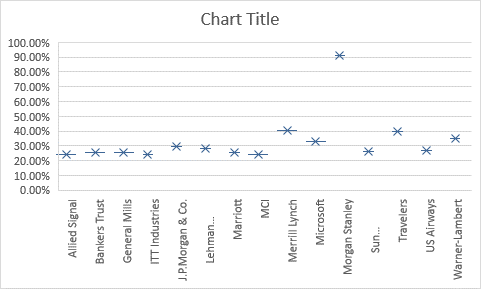 Chart Title
100.00%
90.00%
80.00%
70.00%
60.00%
50.00%
40.00%
30.00%
20.00%
10.00%
0.00%
Allied Signal
Bankers Trust
General Mills
ITT Industries
J.P.Morgan & Co.
Lehman...
Marriott
MCI
Merrill Lynch
Microsoft
Morgan Stanley
Sun...
Travelers
US Airways
Warner-Lambert